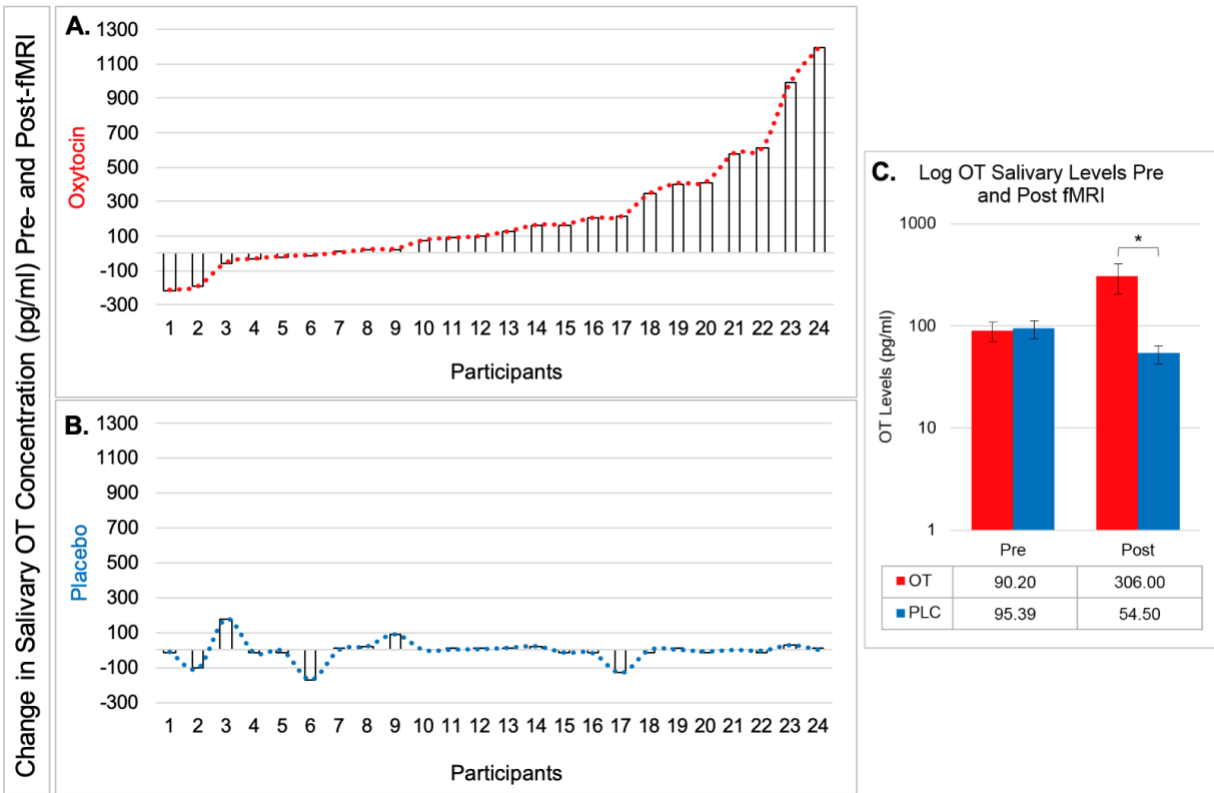 Change in Salivary OT Concentration (pg/ml) Pre- and Post-fMRI
A.
Oxytocin
1300
1100
900
700
500
300
100
-100
-300
1 2 3 4 5 6 7 8 9 10 11 12 13 14 15 16 17 18 19 20 21 22 23 24
Participants
B.
Placebo
1300
1100
900
700
500
300
100
-100
-300
1 2 3 4 5 6 7 8 9 10 11 12 13 14 15 16 17 18 19 20 21 22 23 24
Participants
C. Log OT Salivary Levels Pre
and Post fMRI
OT Levels (pg/ml)
1000
100
10
1
*
Pre Post
OT 90.20 306.00
PLC 95.39 54.50